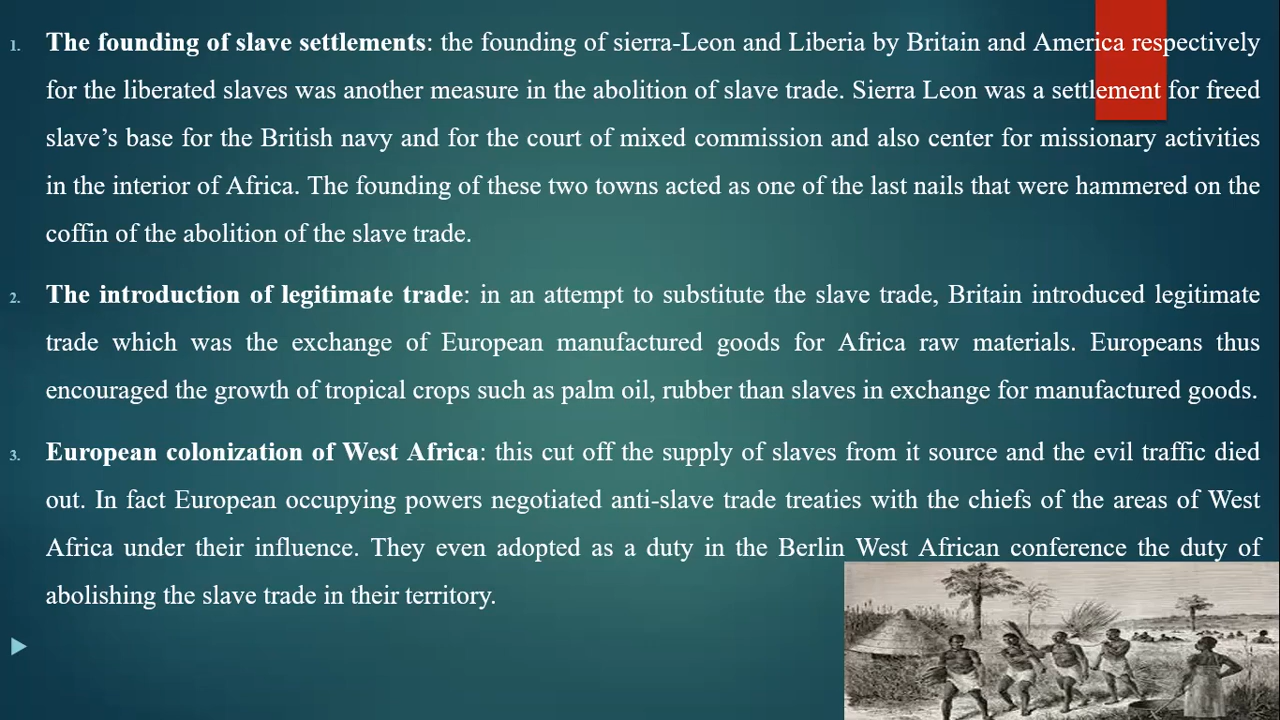 1. The founding of slave settlements: the founding of sierra-Leon and Liberia by Britain and America respectively
for the liberated slaves was another measure in the abolition of slave trade. Sierra Leon was a settlement for freed
slave’s base for the British navy and for the court of mixed commission and also center for missionary activities
in the interior of Africa. The founding of these two towns acted as one of the last nails that were hammered on the
coffin of the abolition of the slave trade.
2. The introduction of legitimate trade: in an attempt to substitute the slave trade, Britain introduced legitimate
trade which was the exchange of European manufactured goods for Africa raw materials. Europeans thus
encouraged the growth of tropical crops such as palm oil, rubber than slaves in exchange for manufactured goods.
3. European colonization of West Africa: this cut off the supply of slaves from it source and the evil traffic died
out. In fact European occupying powers negotiated anti-slave trade treaties with the chiefs of the areas of West
Africa under their influence. They even adopted as a duty in the Berlin West African conference the duty of
abolishing the slave trade in their territory.